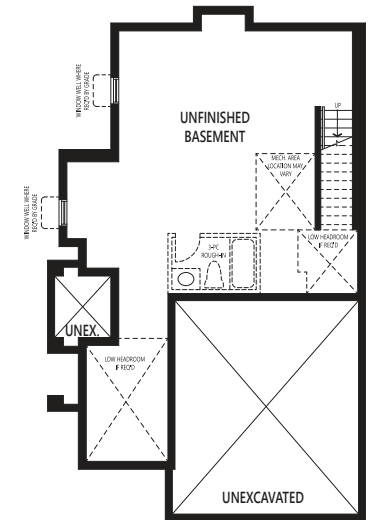 WINDOW WELL WHERE
REQ'D BY GRADE
UP
UNFINISHED
BASEMENT
MECH. AREA
LOCATION MAY
VARY
WINDOW WELL WHERE
REQ'D BY GRADE
LOW HEADROOM
IF REQ'D
3-PC
ROUGH-IN
UNEX.
LOW HEADROOM
IF REQ'D
UNEXCAVATED